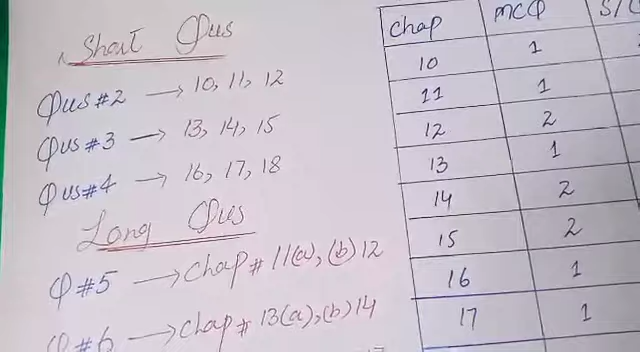 Short Qus
Qus#2 → 10, 11, 12
Qus#3 → 13, 14, 15
Qus#4 → 16, 17, 18
Long Qus
Q#5 → Chap# 11(a), (b) 12
Q#6 → Chap# 13(a), (b) 14
Chap MCQ
10 1
11 1
12 2
13 1
14 2
15 2
16 1
17 1